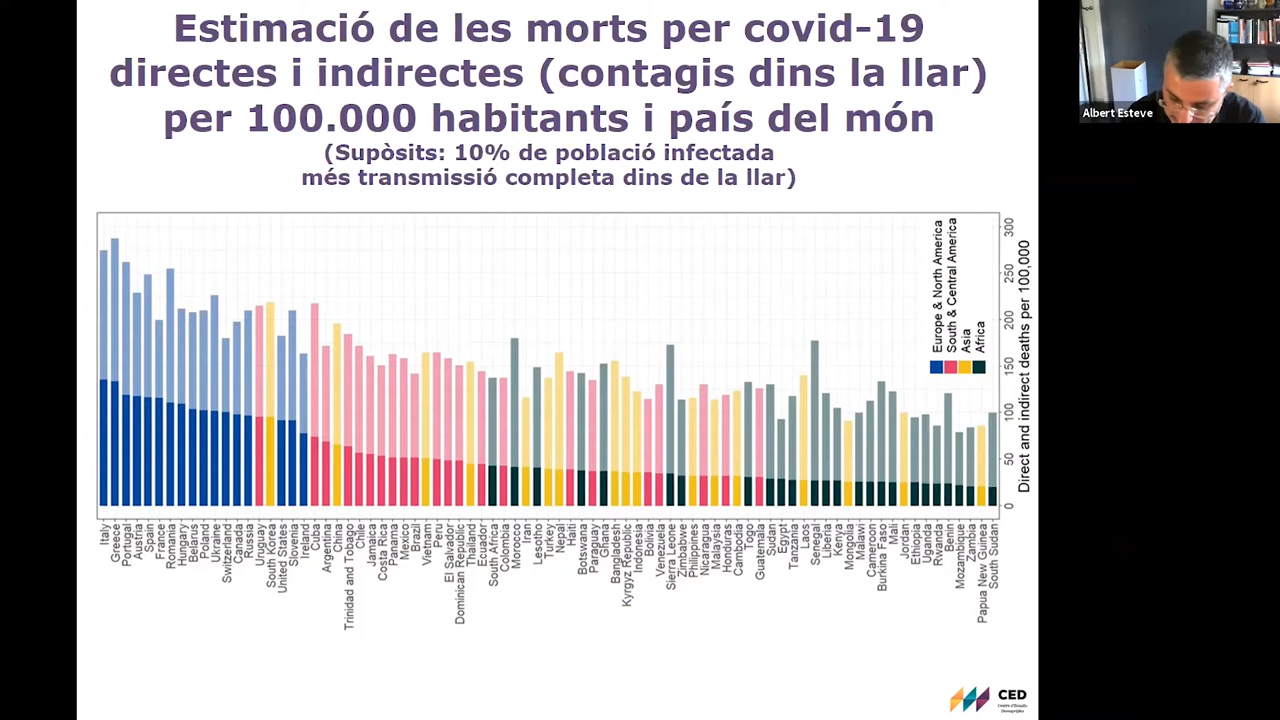 Estimació de les morts per covid-19
directes i indirectes (contagis dins la llar)
per 100.000 habitants i país del món
(Supòsits: 10% de població infectada
més transmissió completa dins de la llar)
Albert Esteve
Europe & North America
South & Central America
Asia
Africa
Direct and indirect deaths per 100,000
300
250
200
150
100
50
0
Italy
Greece
Portugal
Austria
Spain
France
Romania
Hungary
Belarus
Poland
Ukraine
Switzerland
Canada
Russia
Uruguay
South Korea
United States
Slovenia
Ireland
Cuba
Argentina
China
Trinidad and Tobago
Chile
Jamaica
Costa Rica
Panama
Mexico
Brazil
Vietnam
Peru
El Salvador
Dominican Republic
Thailand
Ecuador
South Africa
Colombia
Morocco
Iran
Lesotho
Turkey
Nepal
Haiti
Botswana
Paraguay
Ghana
Bangladesh
Kyrgyz Republic
Indonesia
Bolivia
Venezuela
Sierra Leone
Zimbabwe
Philippines
Nicaragua
Malaysia
Honduras
Cambodia
Togo
Guatemala
Sudan
Egypt
Tanzania
Laos
Senegal
Liberia
Kenya
Mongolia
Malawi
Cameroon
Burkina Faso
Mali
Jordan
Ethiopia
Uganda
Rwanda
Benin
Mozambique
Zambia
Papua New Guinea
South Sudan
CED
Centre d'Estudis
Demogràfics